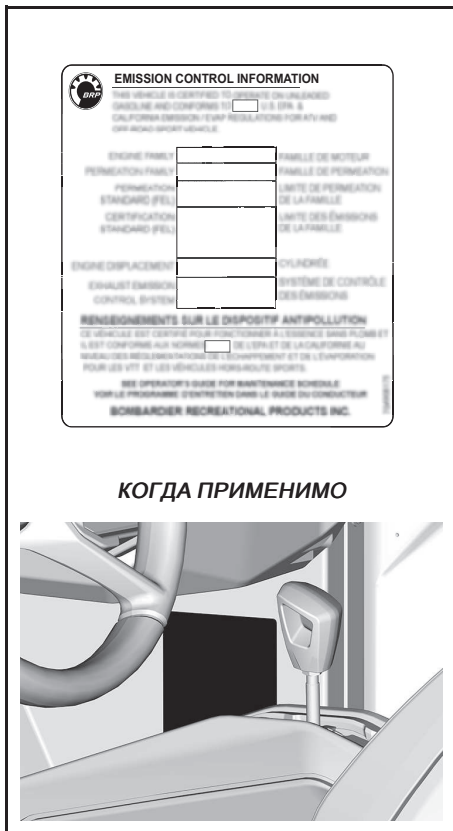 BRP
EMISSION CONTROL INFORMATION
THIS VEHICLE IS CERTIFIED TO OPERATE ON UNLEADED
GASOLINE AND CONFORMS TO U.S. EPA &
CALIFORNIA EMISSION / EVAP REGULATIONS FOR ATV AND
OFF-ROAD SPORT VEHICLE.
ENGINE FAMILY FAMILLE DE MOTEUR
PERMEATION FAMILY FAMILLE DE PERMEATION
PERMEATION LIMITE DE PERMEATION
STANDARD (FEL) DE LA FAMILLE
CERTIFICATION LIMITE DES ÉMISSIONS
STANDARD (FEL) DE LA FAMILLE
ENGINE DISPLACEMENT CYLINDRÉE
EXHAUST EMISSION SYSTÈME DE CONTRÔLE
CONTROL SYSTEM DES ÉMISSIONS
RENSEIGNEMENTS SUR LE DISPOSITIF ANTIPOLLUTION
CE VÉHICULE EST CERTIFIÉ POUR FONCTIONNER À L'ESSENCE SANS PLOMB ET
IL EST CONFORME AUX NORMES DE L'EPA ET DE LA CALIFORNIE AU
NIVEAU DES RÉGLEMENTATIONS DE L'ÉCHAPPEMENT ET DE L'ÉVAPORATION
POUR LES VTT ET LES VÉHICULES HORS-ROUTE SPORTS.
SEE OPERATOR'S GUIDE FOR MAINTENANCE SCHEDULE
VOIR LE PROGRAMME D'ENTRETIEN DANS LE GUIDE DU CONDUCTEUR
BOMBARDIER RECREATIONAL PRODUCTS INC.
КОГДА ПРИМЕНИМО